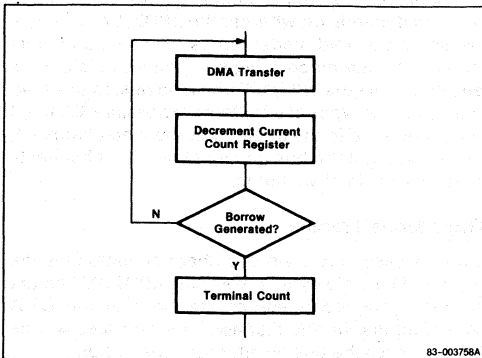 DMA Transfer
Decrement Current
Count Register
Borrow
Generated?
N
Y
Terminal Count
83-003758A